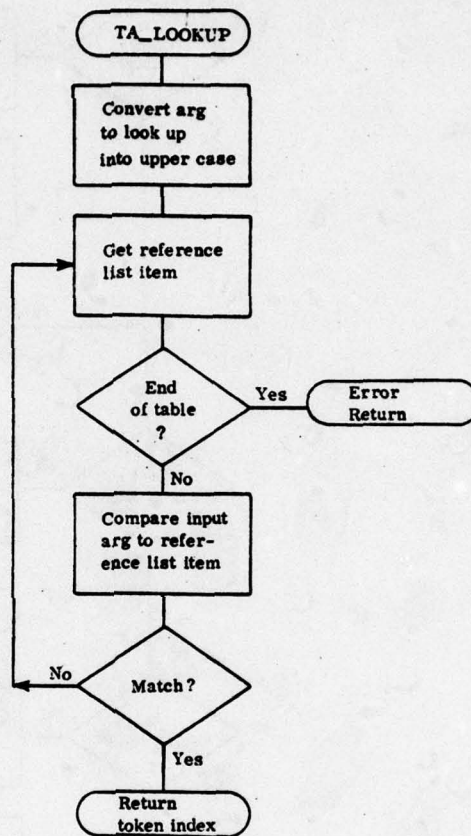 TA_LOOKUP
Convert arg
to look up
into upper case
Get reference
list item
End
of table
?
Yes
Error
Return
No
Compare input
arg to refer-
ence list item
No
Match?
Yes
Return
token index